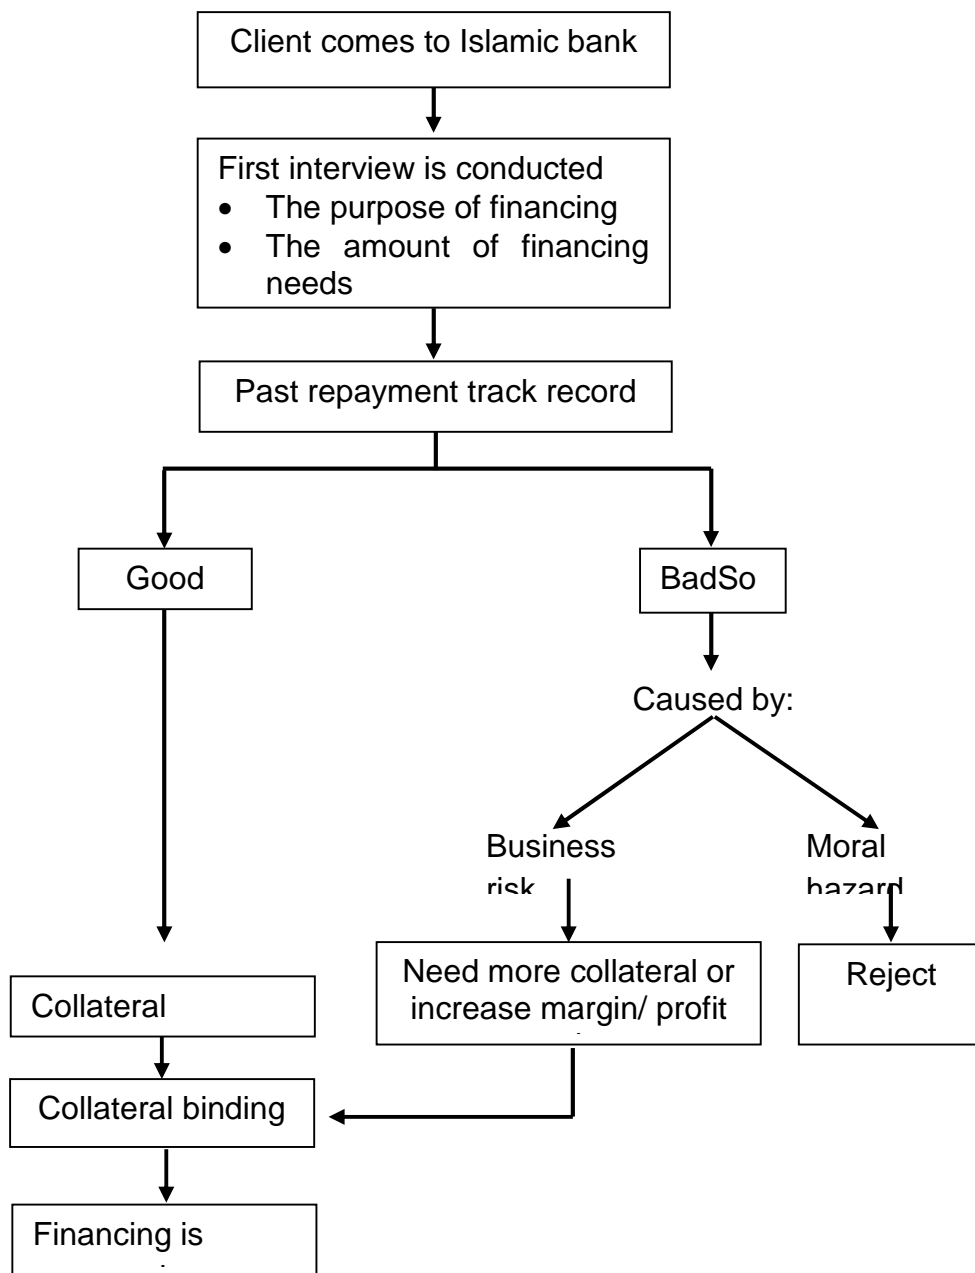 Client comes to Islamic bank
First interview is conducted
• The purpose of financing
• The amount of financing
needs
Past repayment track record
Good
BadSo
Caused by:
Business
risk
Moral
hazard
Need more collateral or
increase margin/ profit
Reject
Collateral
Collateral binding
Financing is